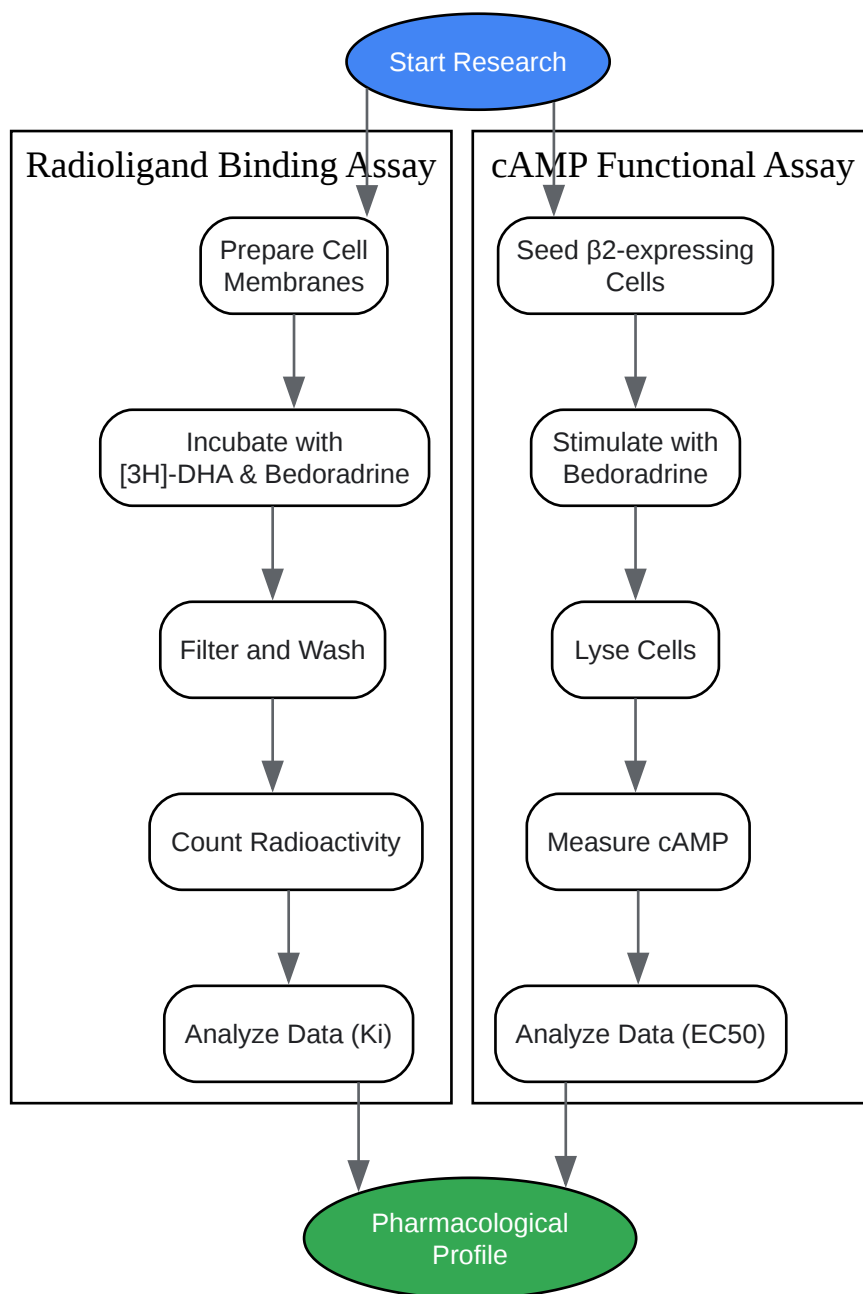 Start Research
Radioligand Binding Assay
Prepare Cell
Membranes
Incubate with
[3H]-DHA & Bedoradrine
Filter and Wash
Count Radioactivity
Analyze Data (Ki)
cAMP Functional Assay
Seed β2-expressing
Cells
Stimulate with
Bedoradrine
Lyse Cells
Measure cAMP
Analyze Data (EC50)
Pharmacological
Profile